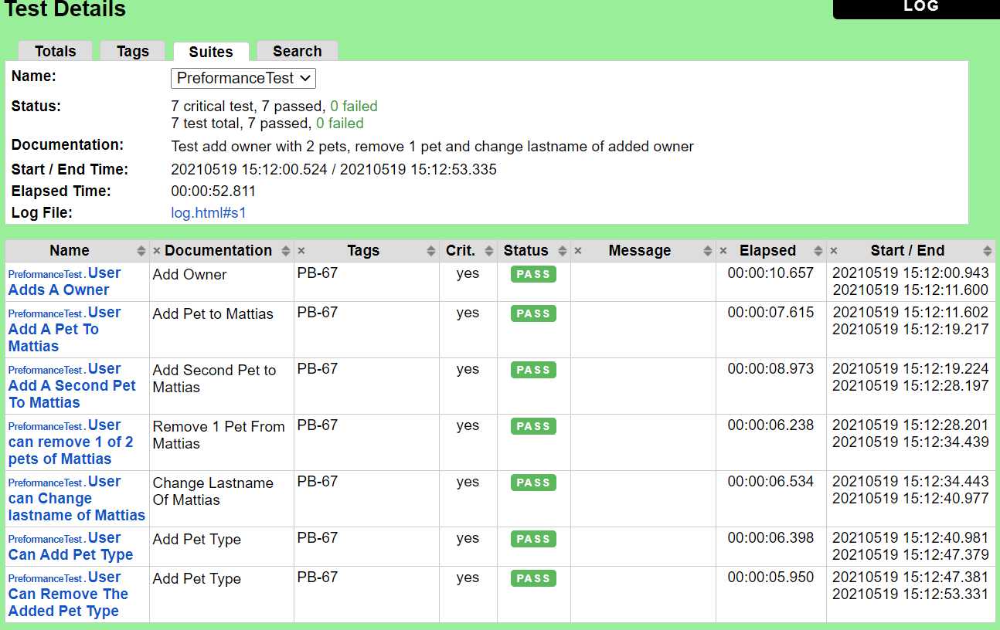 Test Details
LOG
Totals Tags Suites Search
Name: PreformanceTest
Status: 7 critical test, 7 passed, 0 failed
7 test total, 7 passed, 0 failed
Documentation: Test add owner with 2 pets, remove 1 pet and change lastname of added owner
Start / End Time: 20210519 15:12:00.524 / 20210519 15:12:53.335
Elapsed Time: 00:00:52.811
Log File: log.html#s1
Name × Documentation × Tags Crit. Status × Message × Elapsed × Start / End
PreformanceTest . User Add Owner PB-67 yes PASS 00:00:10.657 20210519 15:12:00.943
Adds A Owner 20210519 15:12:11.600
PreformanceTest . User Add Pet to Mattias PB-67 yes PASS 00:00:07.615 20210519 15:12:11.602
Add A Pet To 20210519 15:12:19.217
Mattias
PreformanceTest . User Add Second Pet to PB-67 yes PASS 00:00:08.973 20210519 15:12:19.224
Add A Second Pet Mattias 20210519 15:12:28.197
To Mattias
PreformanceTest . User Remove 1 Pet From PB-67 yes PASS 00:00:06.238 20210519 15:12:28.201
can remove 1 of 2 Mattias 20210519 15:12:34.439
pets of Mattias
PreformanceTest . User Change Lastname PB-67 yes PASS 00:00:06.534 20210519 15:12:34.443
can Change Of Mattias 20210519 15:12:40.977
lastname of Mattias
PreformanceTest . User Add Pet Type PB-67 yes PASS 00:00:06.398 20210519 15:12:40.981
Can Add Pet Type 20210519 15:12:47.379
PreformanceTest . User Add Pet Type PB-67 yes PASS 00:00:05.950 20210519 15:12:47.381
Can Remove The 20210519 15:12:53.331
Added Pet Type